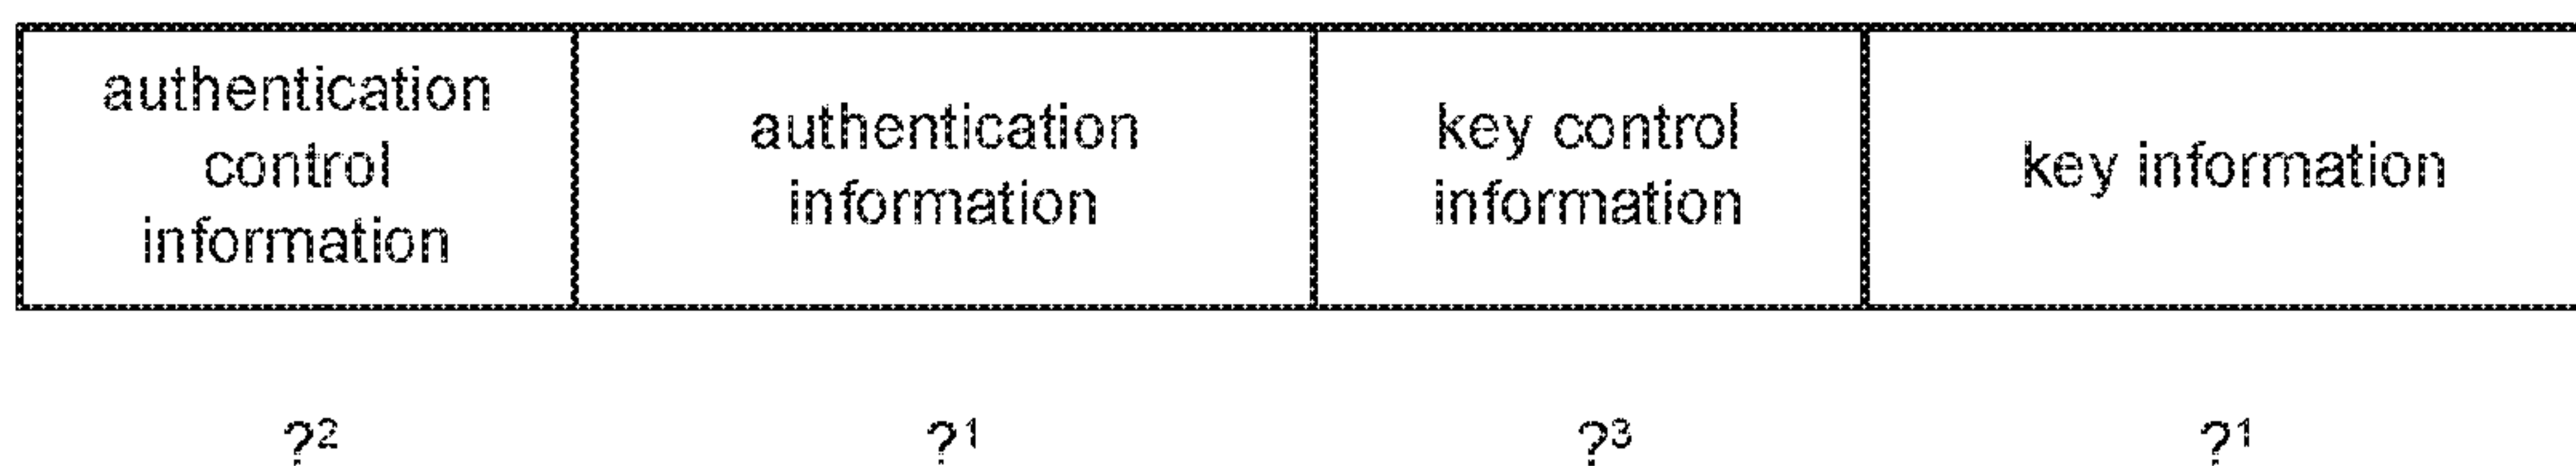 authentication
control
information
authentication
information
key control
information
key information
?² ?¹ ?³ ?¹